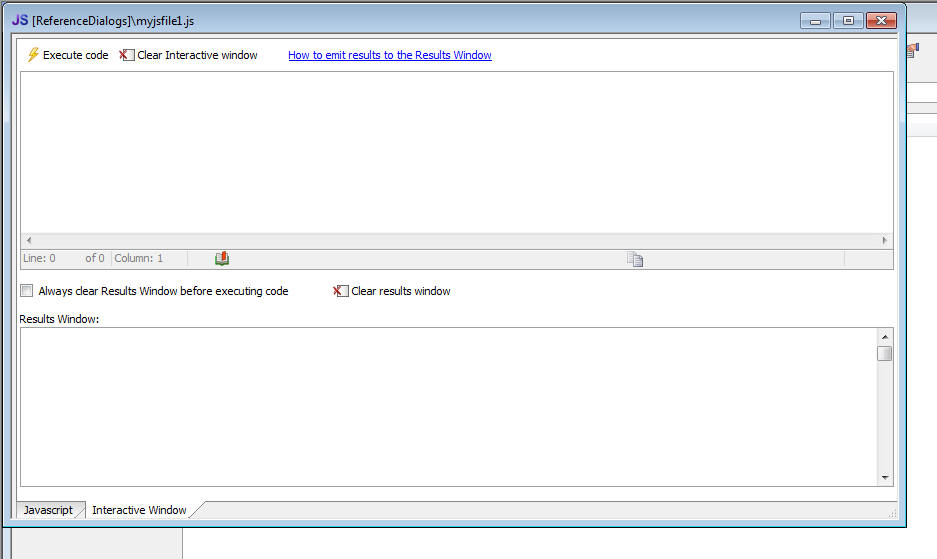 JS [ReferenceDialogs]\myjsfile1.js
Execute code Clear Interactive window How to emit results to the Results Window
Line: 0 of 0 Column: 1
Always clear Results Window before executing code Clear results window
Results Window:
Javascript Interactive Window